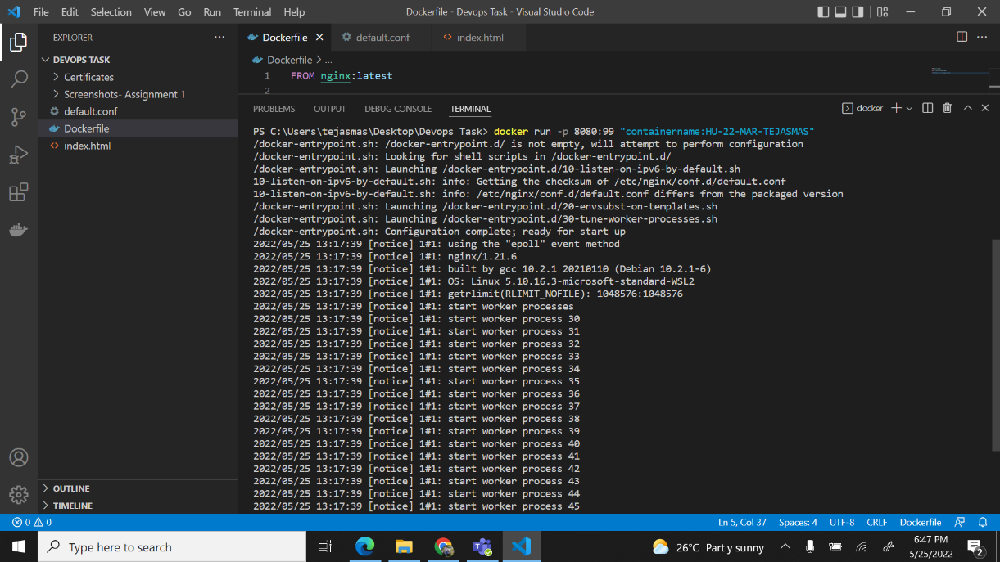 File Edit Selection View Go Run Terminal Help
Dockerfile - Devops Task - Visual Studio Code
EXPLORER
DEVOPS TASK
Certificates
Screenshots- Assignment 1
default.conf
Dockerfile
index.html
OUTLINE
TIMELINE
Dockerfile default.conf index.html
Dockerfile > ...
1 FROM nginx:latest
2
PROBLEMS OUTPUT DEBUG CONSOLE TERMINAL
docker
PS C:\Users\tejasmas\Desktop\Devops Task> docker run -p 8080:99 "containername:HU-22-MAR-TEJASMAS"
/docker-entrypoint.sh: /docker-entrypoint.d/ is not empty, will attempt to perform configuration
/docker-entrypoint.sh: Looking for shell scripts in /docker-entrypoint.d/
/docker-entrypoint.sh: Launching /docker-entrypoint.d/10-listen-on-ipv6-by-default.sh
10-listen-on-ipv6-by-default.sh: info: Getting the checksum of /etc/nginx/conf.d/default.conf
10-listen-on-ipv6-by-default.sh: info: /etc/nginx/conf.d/default.conf differs from the packaged version
/docker-entrypoint.sh: Launching /docker-entrypoint.d/20-envsubst-on-templates.sh
/docker-entrypoint.sh: Launching /docker-entrypoint.d/30-tune-worker-processes.sh
/docker-entrypoint.sh: Configuration complete; ready for start up
2022/05/25 13:17:39 [notice] 1#1: using the "epoll" event method
2022/05/25 13:17:39 [notice] 1#1: nginx/1.21.6
2022/05/25 13:17:39 [notice] 1#1: built by gcc 10.2.1 20210110 (Debian 10.2.1-6)
2022/05/25 13:17:39 [notice] 1#1: OS: Linux 5.10.16.3-microsoft-standard-WSL2
2022/05/25 13:17:39 [notice] 1#1: getrlimit(RLIMIT_NOFILE): 1048576:1048576
2022/05/25 13:17:39 [notice] 1#1: start worker processes
2022/05/25 13:17:39 [notice] 1#1: start worker process 30
2022/05/25 13:17:39 [notice] 1#1: start worker process 31
2022/05/25 13:17:39 [notice] 1#1: start worker process 32
2022/05/25 13:17:39 [notice] 1#1: start worker process 33
2022/05/25 13:17:39 [notice] 1#1: start worker process 34
2022/05/25 13:17:39 [notice] 1#1: start worker process 35
2022/05/25 13:17:39 [notice] 1#1: start worker process 36
2022/05/25 13:17:39 [notice] 1#1: start worker process 37
2022/05/25 13:17:39 [notice] 1#1: start worker process 38
2022/05/25 13:17:39 [notice] 1#1: start worker process 39
2022/05/25 13:17:39 [notice] 1#1: start worker process 40
2022/05/25 13:17:39 [notice] 1#1: start worker process 41
2022/05/25 13:17:39 [notice] 1#1: start worker process 42
2022/05/25 13:17:39 [notice] 1#1: start worker process 43
2022/05/25 13:17:39 [notice] 1#1: start worker process 44
2022/05/25 13:17:39 [notice] 1#1: start worker process 45
0 0 Ln 5, Col 37 Spaces: 4 UTF-8 CRLF Dockerfile
Type here to search
26°C Partly sunny
6:47 PM
5/25/2022
2